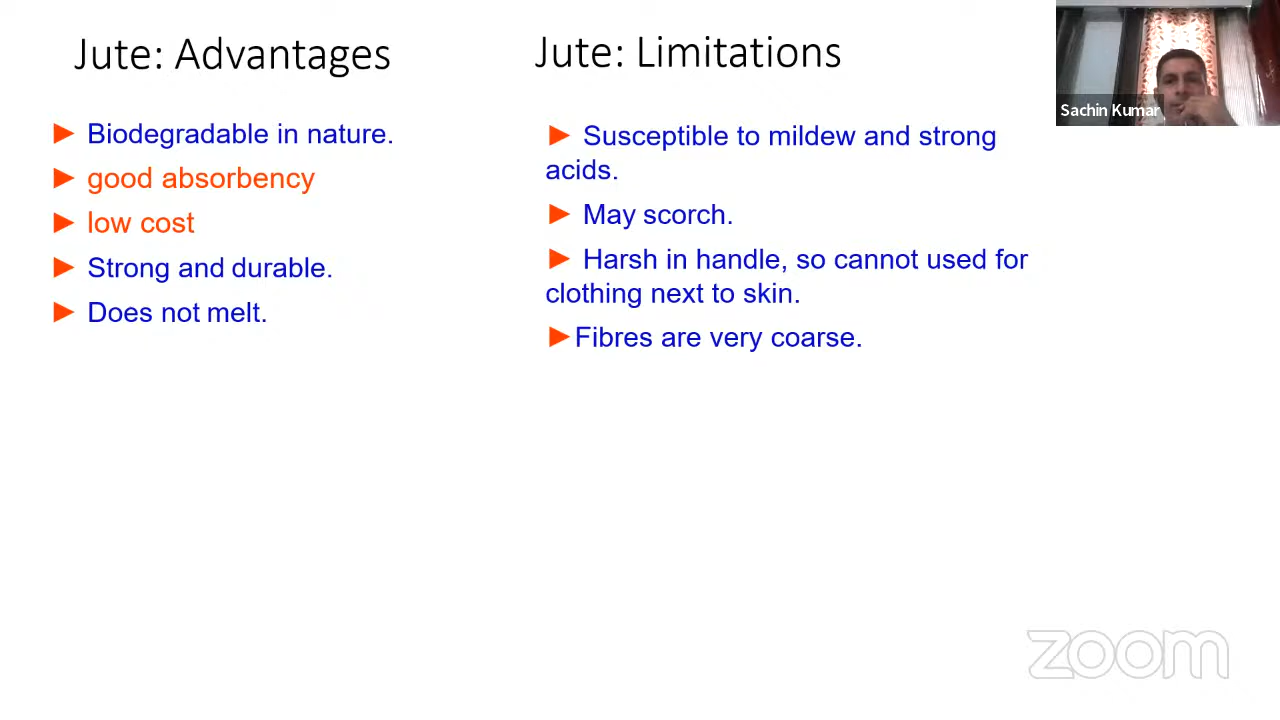 Jute: Advantages
► Biodegradable in nature.
► good absorbency
► low cost
► Strong and durable.
► Does not melt.
Jute: Limitations
► Susceptible to mildew and strong
acids.
► May scorch.
► Harsh in handle, so cannot used for
clothing next to skin.
►Fibres are very coarse.
Sachin Kumar
zoom